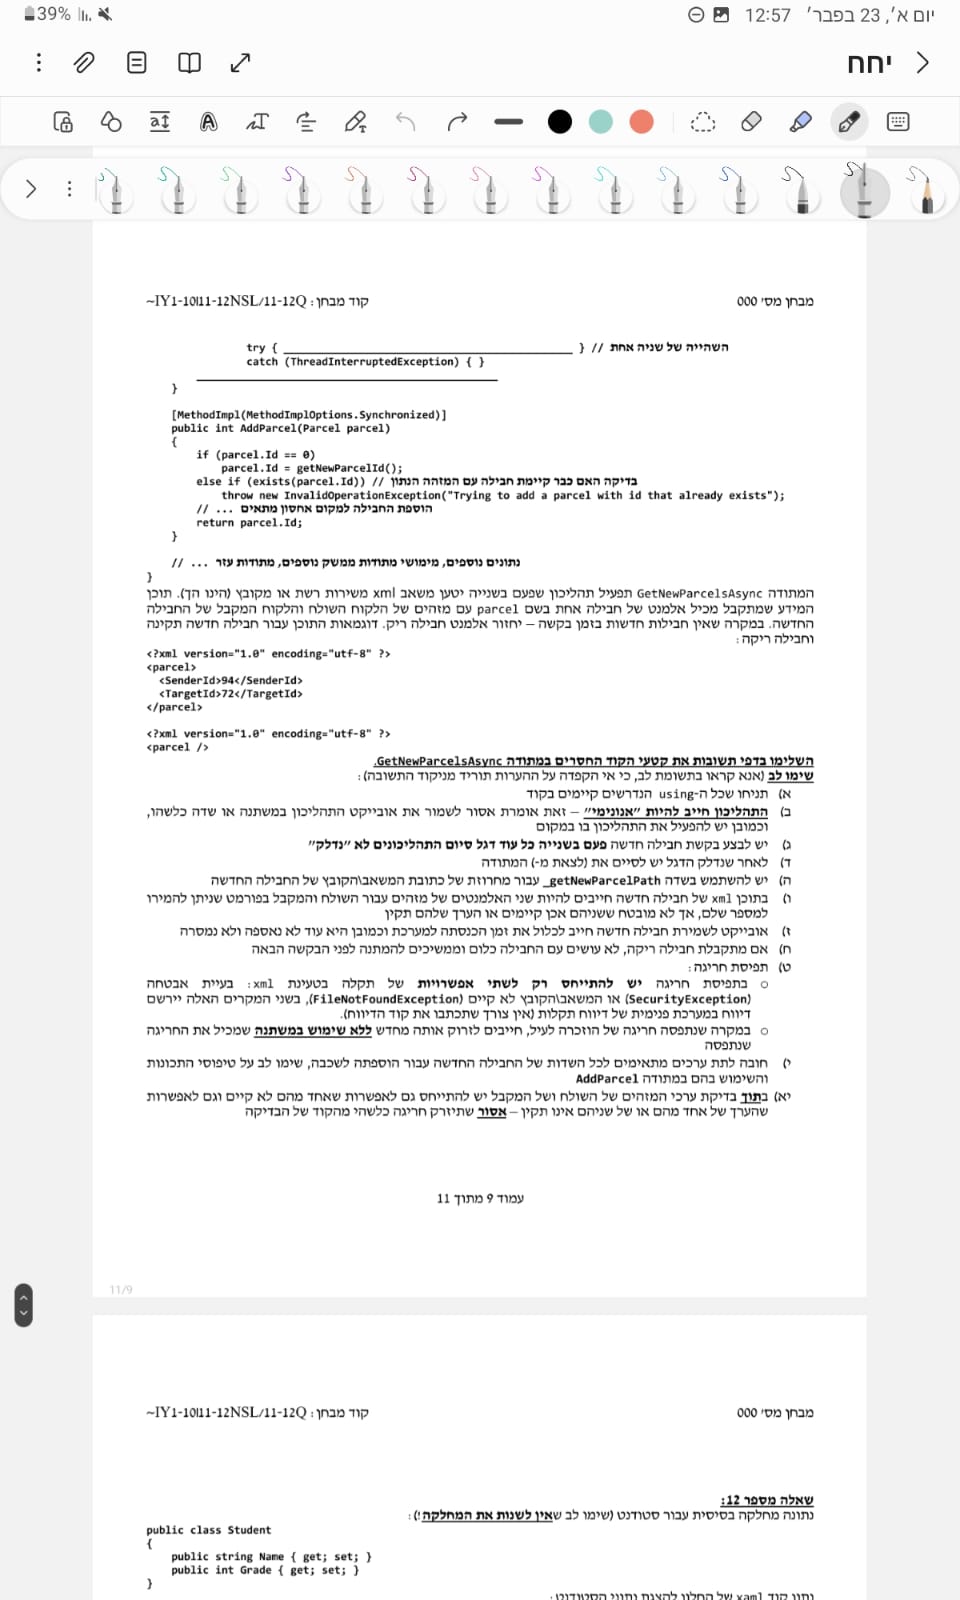 39%
יום א׳, 23 בפבר׳ 12:57
יחח
מבחן מס׳ 000
קוד מבחן : IY1-10I11-12NSL/11-12Q~
try { ______________________ } // השהייה של שניה אחת
catch (ThreadInterruptedException) { }
}
[MethodImpl(MethodImplOptions.Synchronized)]
public int AddParcel(Parcel parcel)
{
if (parcel.Id == 0)
parcel.Id = getNewParcelId();
else if (exists(parcel.Id)) // בדיקה האם כבר קיימת חבילה עם המזהה הנתון
throw new InvalidOperationException("Trying to add a parcel with id that already exists");
// ... הוספת החבילה למקום אחסון מתאים
return parcel.Id;
}
// ... נתונים נוספים, מימושי מתודות ממשק נוספים, מתודות עזר
}
המתודה GetNewParcelsAsync תפעיל תהליכון שפעם בשנייה יטען משאב xml משירות רשת או מקובץ (הינו הך). תוכן
המידע שמתקבל מכיל אלמנט של חבילה אחת בשם parcel עם מזהים של הלקוח השולח והלקוח המקבל של החבילה
החדשה. במקרה שאין חבילות חדשות בזמן בקשה – יחזור אלמנט חבילה ריק. דוגמאות התוכן עבור חבילה חדשה תקינה
וחבילה ריקה :
<?xml version="1.0" encoding="utf-8" ?>
<parcel>
<SenderId>94</SenderId>
<TargetId>72</TargetId>
</parcel>
<?xml version="1.0" encoding="utf-8" ?>
<parcel />
השלימו בדפי תשובות את קטעי הקוד החסרים במתודה GetNewParcelsAsync.
שימו לב (אנא קראו בתשומת לב, כי אי הקפדה על ההערות תוריד מניקוד התשובה) :
א) תניחו שכל ה-using הנדרשים קיימים בקוד
ב) התהליכון חייב להיות "אנונימי" – זאת אומרת אסור לשמור את אובייקט התהליכון במשתנה או שדה כלשהו,
וכמובן יש להפעיל את התהליכון בו במקום
ג) יש לבצע בקשת חבילה חדשה פעם בשנייה כל עוד דגל סיום התהליכונים לא "נדלק"
ד) לאחר שנדלק הדגל יש לסיים את (לצאת מ-) המתודה
ה) יש להשתמש בשדה _getNewParcelPath עבור מחרוזת של כתובת המשאב\הקובץ של החבילה החדשה
ו) בתוכן xml של חבילה חדשה חייבים להיות שני האלמנטים של מזהים עבור השולח והמקבל בפורמט שניתן להמירו
למספר שלם, אך לא מובטח ששניהם אכן קיימים או הערך שלהם תקין
ז) אובייקט לשמירת חבילה חדשה חייב לכלול את זמן הכנסתה למערכת וכמובן היא עוד לא נאספה ולא נמסרה
ח) אם מתקבלת חבילה ריקה, לא עושים עם החבילה כלום וממשיכים להמתנה לפני הבקשה הבאה
ט) תפיסת חריגה :
o בתפיסת חריגה יש להתייחס רק לשתי אפשרויות של תקלה בטעינת xml: בעיית אבטחה
(SecurityException) או המשאב\הקובץ לא קיים (FileNotFoundException), בשני המקרים האלה יירשם
דיווח במערכת פנימית של דיווח תקלות (אין צורך שתכתבו את קוד הדיווח).
o במקרה שנתפסה חריגה של הוזכרה לעיל, חייבים לזרוק אותה מחדש ללא שימוש במשתנה שמכיל את החריגה
שנתפסה
י) חובה לתת ערכים מתאימים לכל השדות של החבילה החדשה עבור הוספתה לשכבה, שימו לב על טיפוסי התכונות
והשימוש בהם במתודה AddParcel
יא) בתוך בדיקת ערכי המזהים של השולח ושל המקבל יש להתייחס גם לאפשרות שאחד מהם לא קיים וגם לאפשרות
שהערך של אחד מהם או של שניהם אינו תקין – אסור שתיזרק חריגה כלשהי מהקוד של הבדיקה
עמוד 9 מתוך 11
11/9
מבחן מס׳ 000
קוד מבחן : IY1-10I11-12NSL/11-12Q~
שאלה מספר 12:
נתונה מחלקה בסיסית עבור סטודנט (שימו לב שאין לשנות את המחלקה !) :
public class Student
{
public string Name { get; set; }
public int Grade { get; set; }
}
נתון קוד xaml של החלון להצגת נתוני הסטודנט :